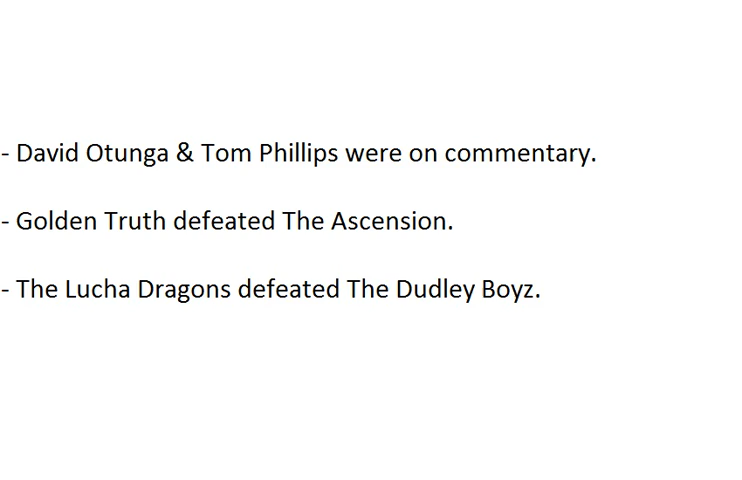 - David Otunga & Tom Phillips were on commentary.
- Golden Truth defeated The Ascension.
- The Lucha Dragons defeated The Dudley Boyz.